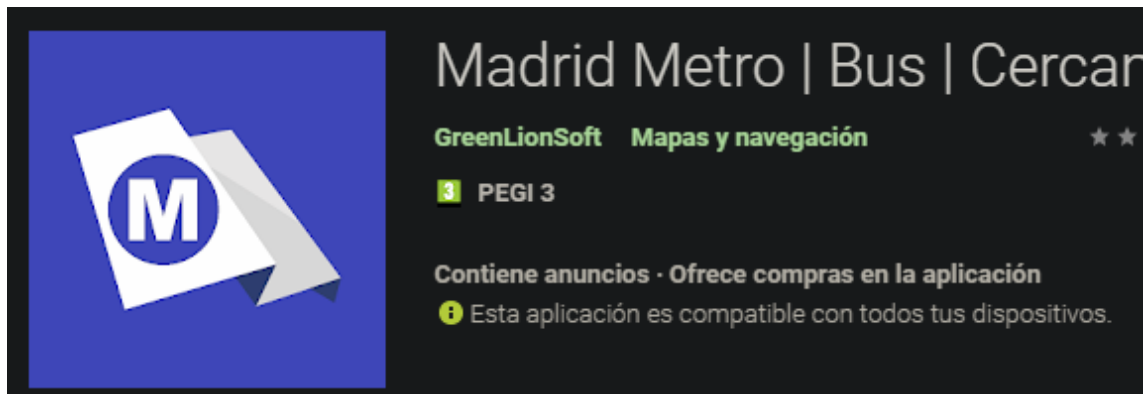 Madrid Metro | Bus | Cercan
GreenLionSoft Mapas y navegación
3 PEGI 3
M
Contiene anuncios · Ofrece compras en la aplicación
Esta aplicación es compatible con todos tus dispositivos.